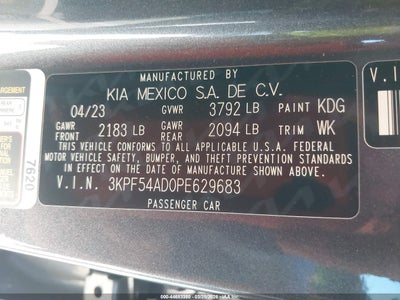 MANUFACTURED BY
KIA MEXICO S.A. DE C.V.
04/23 GVWR 3792 LB PAINT KDG
GAWR FRONT 2183 LB GAWR REAR 2094 LB TRIM WK
THIS VEHICLE CONFORMS TO ALL APPLICABLE U.S.A. FEDERAL
MOTOR VEHICLE SAFETY, BUMPER, AND THEFT PREVENTION STANDARDS
IN EFFECT ON THE DATE OF MANUFACTURE SHOWN ABOVE.
V.I.N. 3KPF54AD0PE629683
PASSENGER CAR
7620
V.I